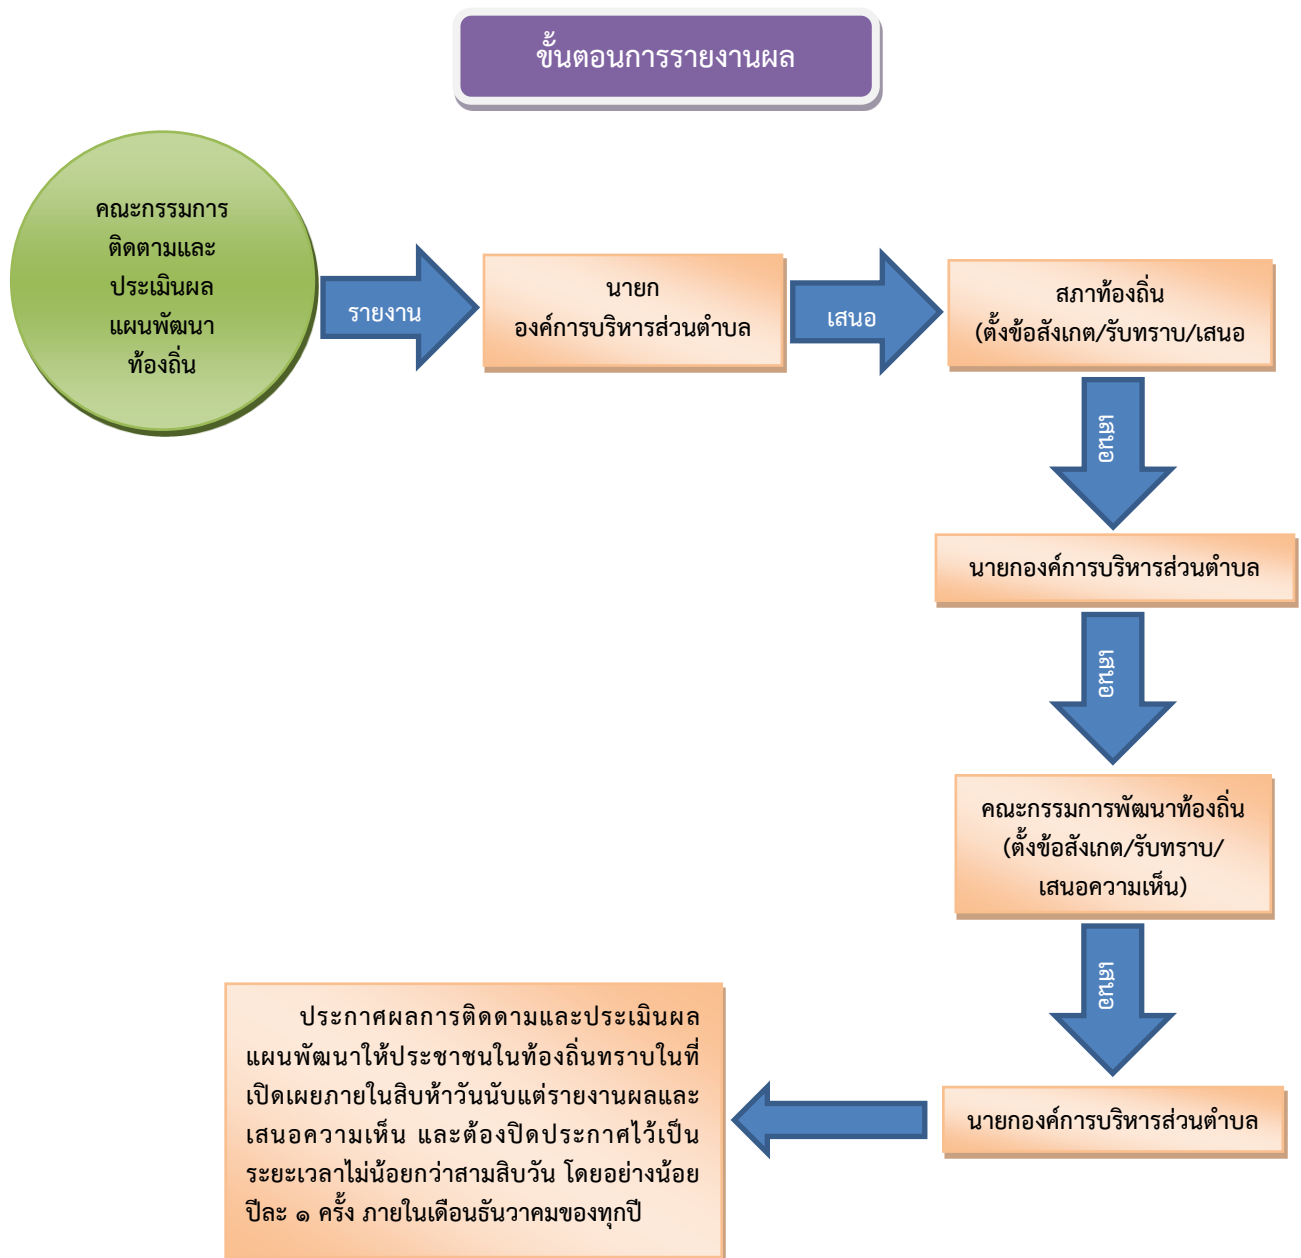 ขั้นตอนการรายงานผล
คณะกรรมการ
ติดตามและ
ประเมินผล
แผนพัฒนา
ท้องถิ่น
รายงาน
นายก
องค์การบริหารส่วนตำบล
เสนอ
สภาท้องถิ่น
(ตั้งข้อสังเกต/รับทราบ/เสนอ
เสนอ
นายกองค์การบริหารส่วนตำบล
เสนอ
คณะกรรมการพัฒนาท้องถิ่น
(ตั้งข้อสังเกต/รับทราบ/
เสนอความเห็น)
เสนอ
นายกองค์การบริหารส่วนตำบล
ประกาศผลการติดดามและประเมินผล
แผนพัฒนาให้ประชาชนในท้องถิ่นทราบในที่
เปิดเผยภายในสิบห้าวันนับแต่รายงานผลและ
เสนอความเห็น และต้องปิดประกาศไว้เป็น
ระยะเวลาไม่น้อยกว่าสามสิบวัน โดยอย่างน้อย
ปีละ ๑ ครั้ง ภายในเดือนธันวาคมของทุกปี